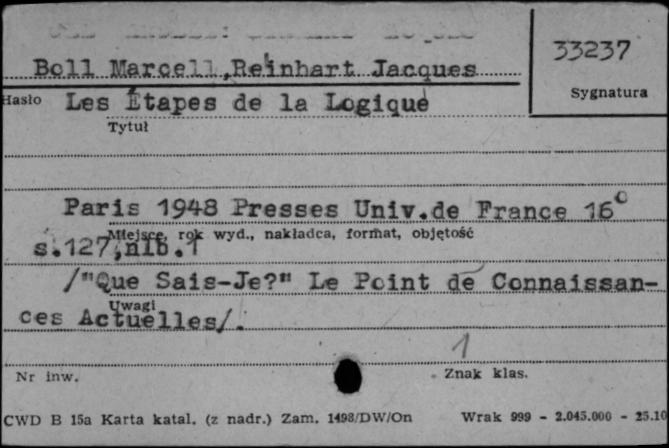 33237
Boll Marcell,Reinhart Jacques
Sygnatura
Hasło Les Étapes de la Logique
Tytuł
Paris 1948 Presses Univ.de France 16°
Miejsce, rok wyd., nakładca, format, objętość
s.127,nlb.1
/"Que Sais-Je?" Le Point de Connaissan-
Uwagi
ces Actuelles/.
1
Nr inw.
Znak klas.
CWD B 15a Karta katal. (z nadr.) Zam. 1498/DW/On Wrak 999 - 2.045.000 - 25.10